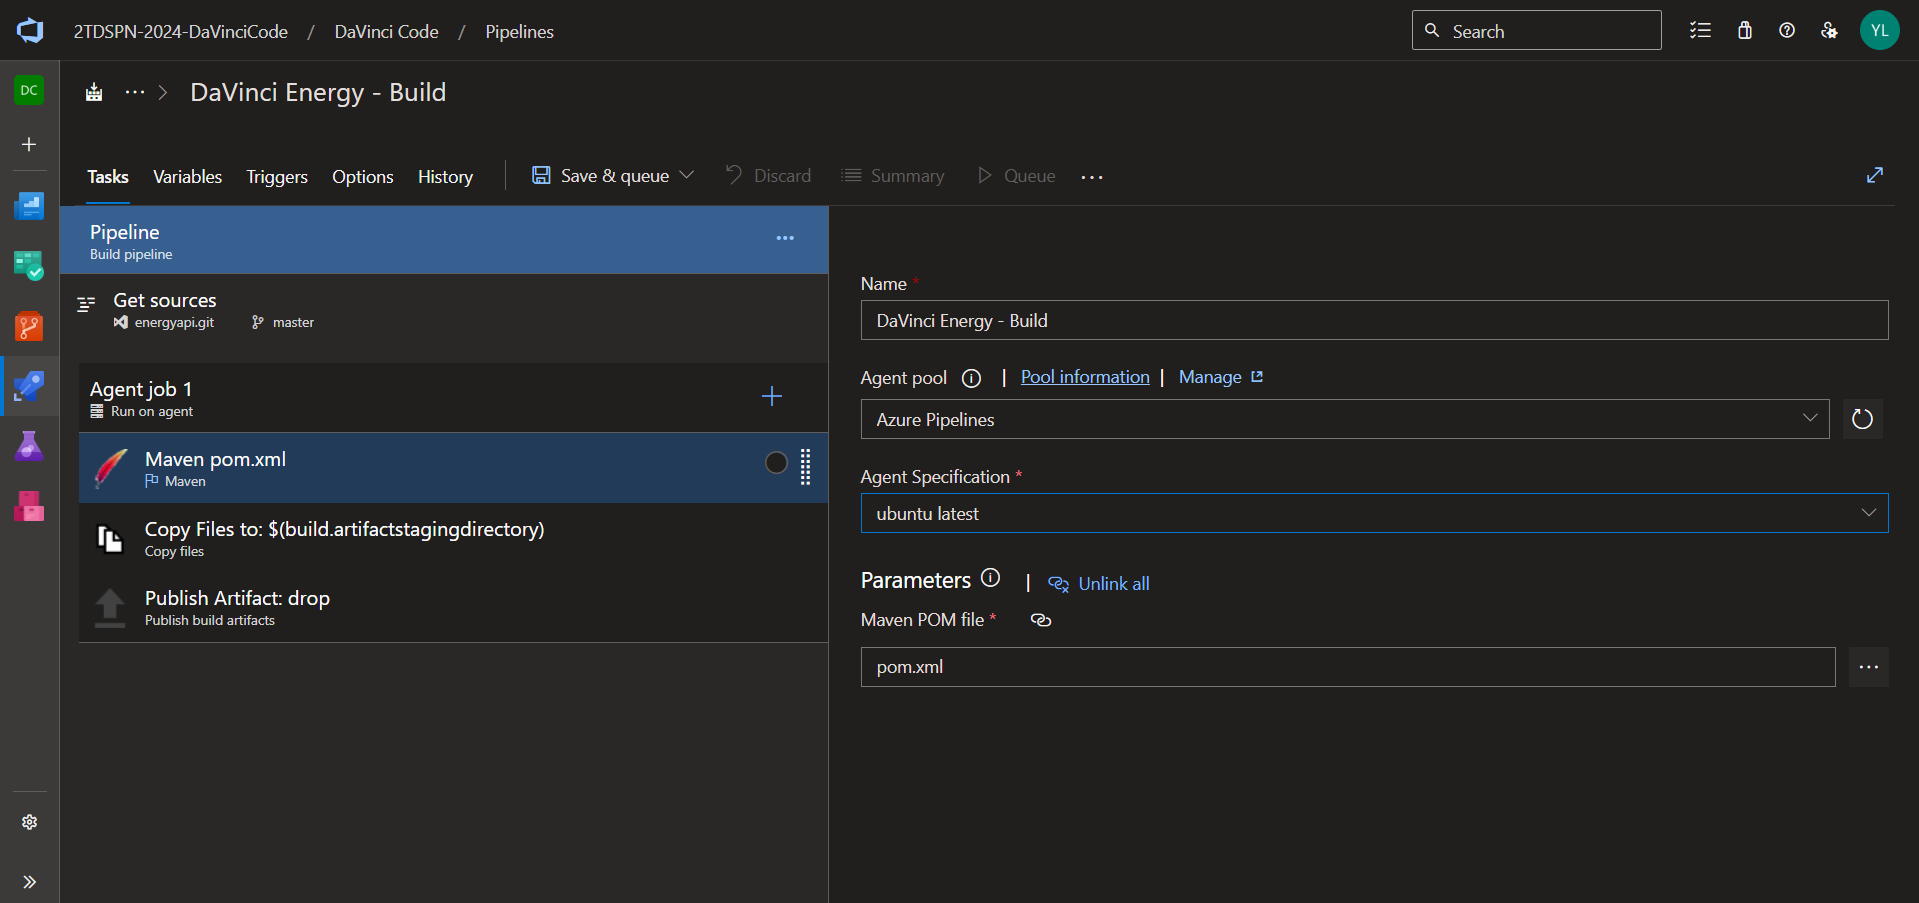 2TDSPN-2024-DaVinciCode / DaVinci Code / Pipelines
Search
YL
DC
DaVinci Energy - Build
Tasks Variables Triggers Options History Save & queue Discard Summary Queue
Pipeline
Build pipeline
Get sources
energyapi.git master
Agent job 1
Run on agent
Maven pom.xml
Maven
Copy Files to: $(build.artifactstagingdirectory)
Copy files
Publish Artifact: drop
Publish build artifacts
Name *
DaVinci Energy - Build
Agent pool | Pool information | Manage
Azure Pipelines
Agent Specification *
ubuntu latest
Parameters | Unlink all
Maven POM file *
pom.xml